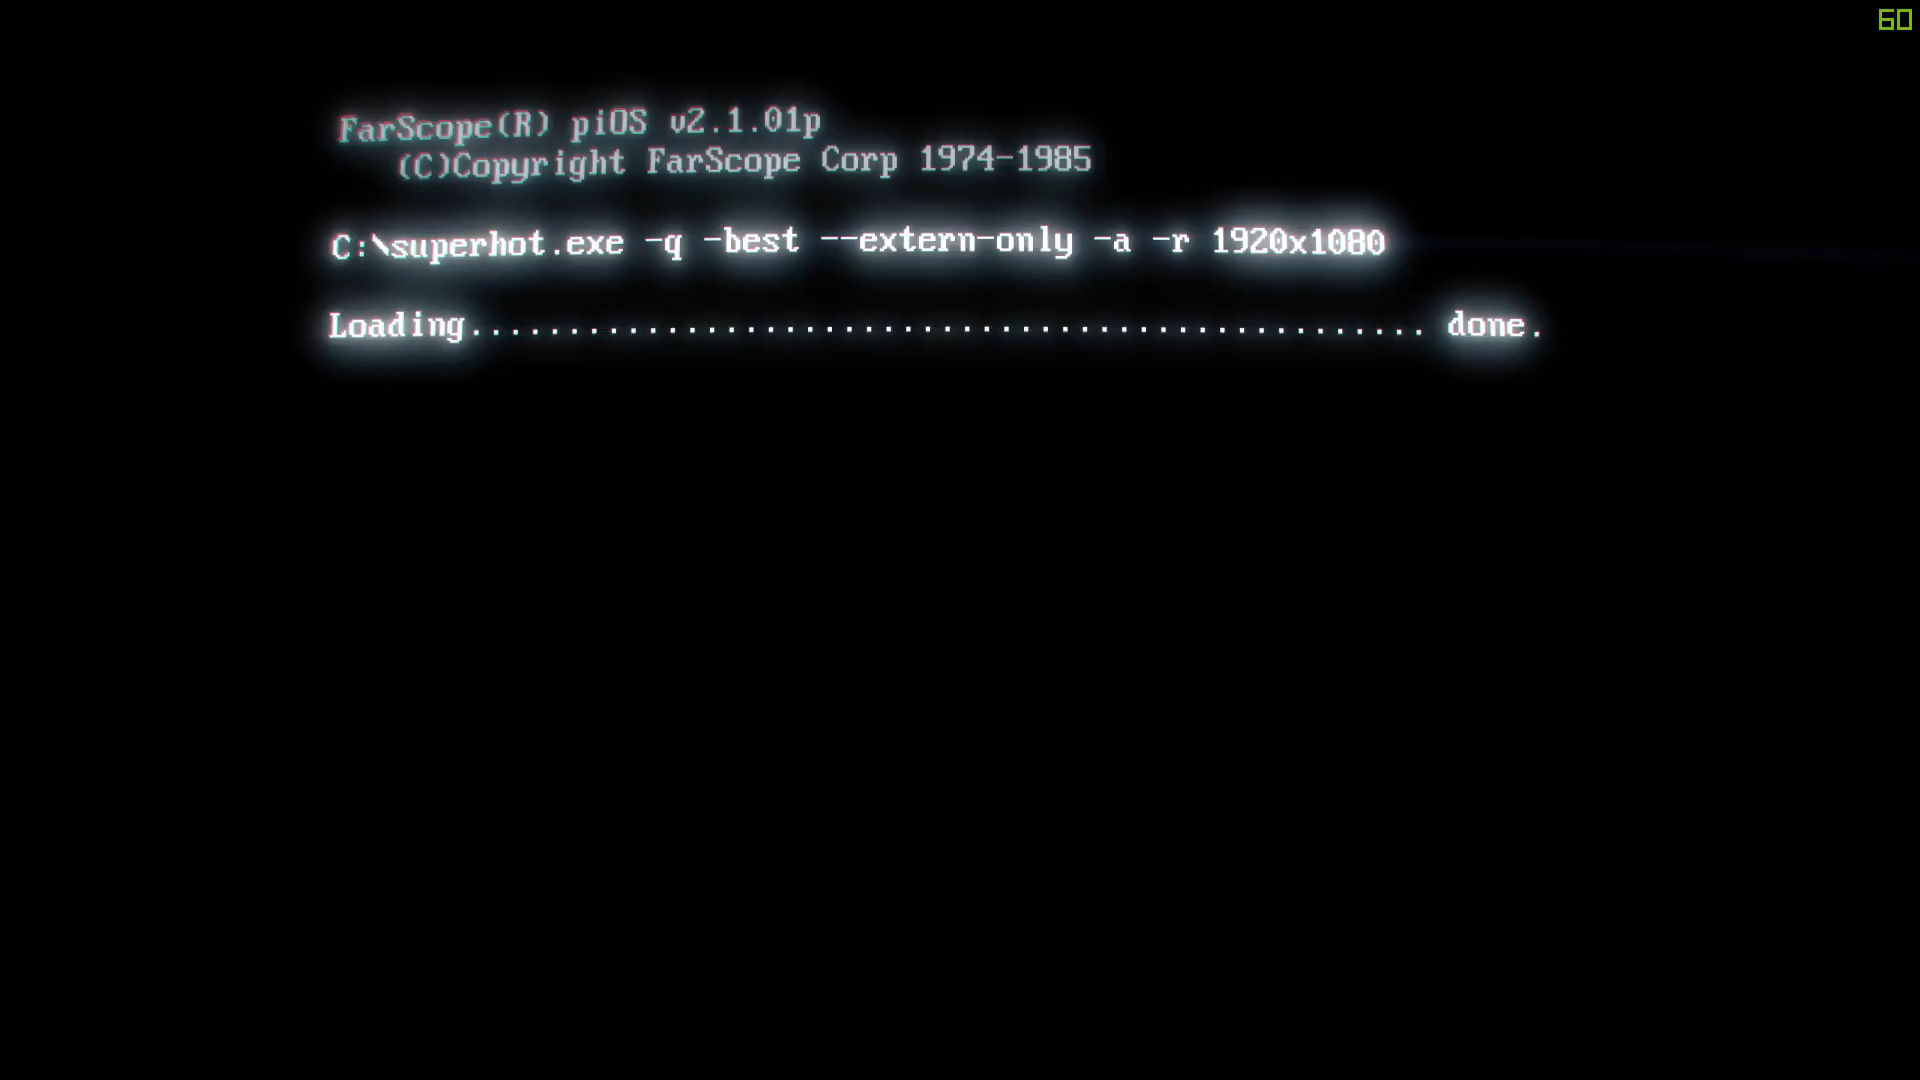 60
FarScope(R) piOS v2.1.01p
(C)Copyright FarScope Corp 1974-1985
C:\superhot.exe -q -best --extern-only -a -r 1920x1080
Loading................................................. done.